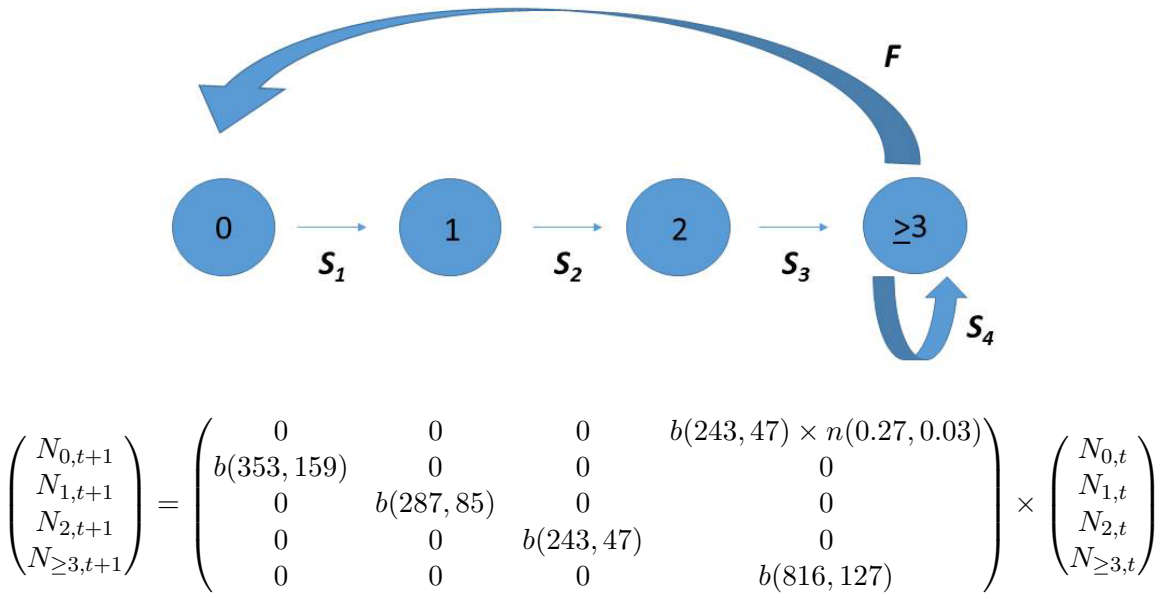 F
0 1 2 ≥3
S₁ S₂ S₃
S₄
0 0 0 b(243, 47) × n(0.27, 0.03)
N₀,ₜ₊₁ b(353, 159) 0 0 0 N₀,ₜ
N₁,ₜ₊₁ = 0 b(287, 85) 0 0 × N₁,ₜ
N₂,ₜ₊₁ 0 0 b(243, 47) 0 N₂,ₜ
N≥₃,ₜ₊₁ 0 0 0 b(816, 127) N≥₃,ₜ